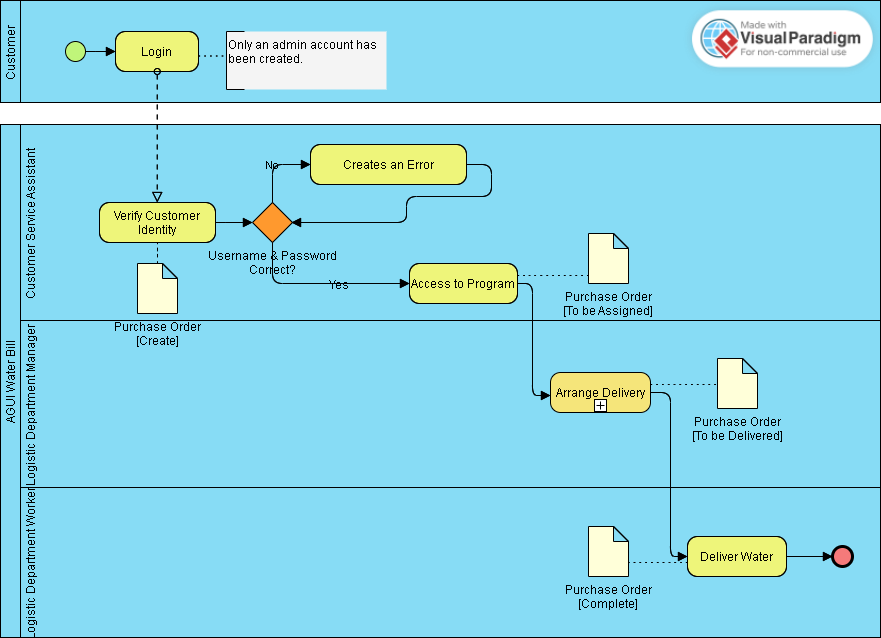 Customer
Login
Only an admin account has
been created.
Made with
Visual Paradigm
For non-commercial use
AGUI Water Bill
Customer Service Assistant
No
Creates an Error
Verify Customer
Identity
Username & Password
Correct?
Yes
Access to Program
Purchase Order
[To be Assigned]
Purchase Order
[Create]
Logistic Department Manager
Arrange Delivery
Purchase Order
[To be Delivered]
Logistic Department Worker
Deliver Water
Purchase Order
[Complete]